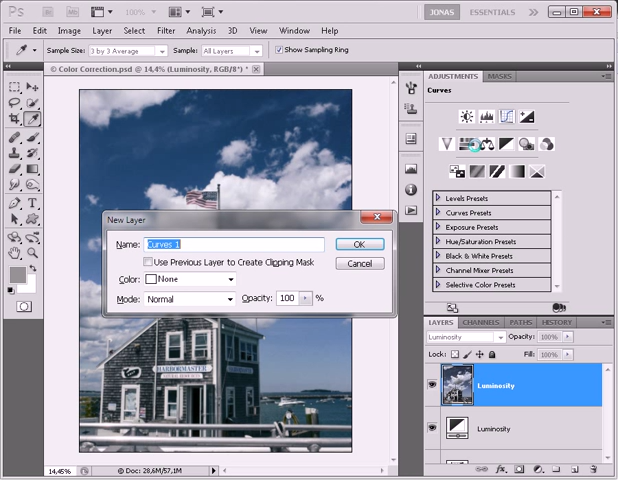 Ps 100% JONAS ESSENTIALS
File Edit Image Layer Select Filter Analysis 3D View Window Help
Sample Size: 3 by 3 Average Sample: All Layers Show Sampling Ring
© Color Correction.psd @ 14,4% (Luminosity, RGB/8*) *
ADJUSTMENTS MASKS
Curves
Levels Presets
Curves Presets
Exposure Presets
Hue/Saturation Presets
Black & White Presets
Channel Mixer Presets
Selective Color Presets
New Layer
Name: Curves 1 OK
Use Previous Layer to Create Clipping Mask Cancel
Color: None
Mode: Normal Opacity: 100 %
LAYERS CHANNELS PATHS HISTORY
Luminosity Opacity: 100%
Lock: Fill: 100%
Luminosity
Luminosity
HARBORMASTER
14,45% Doc: 28,6M/57,1M